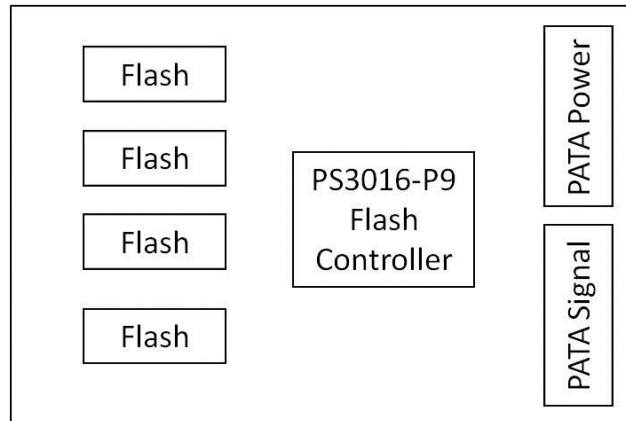 Flash
Flash
Flash
Flash
PS3016-P9
Flash
Controller
PATA Power
PATA Signal